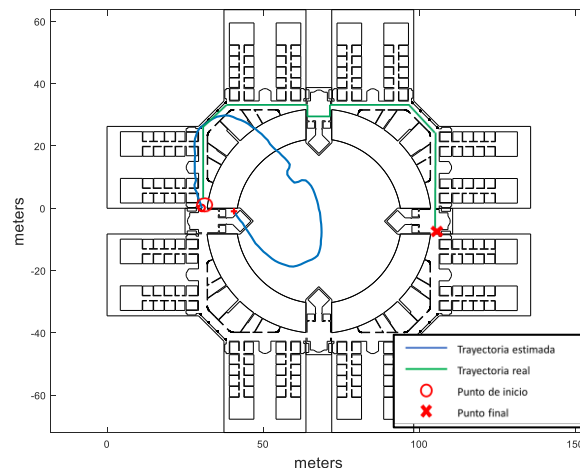 60
40
20
0
-20
-40
-60
meters
Trayectoria estimada
Trayectoria real
Punto de inicio
Punto final
0
50
100
150
meters